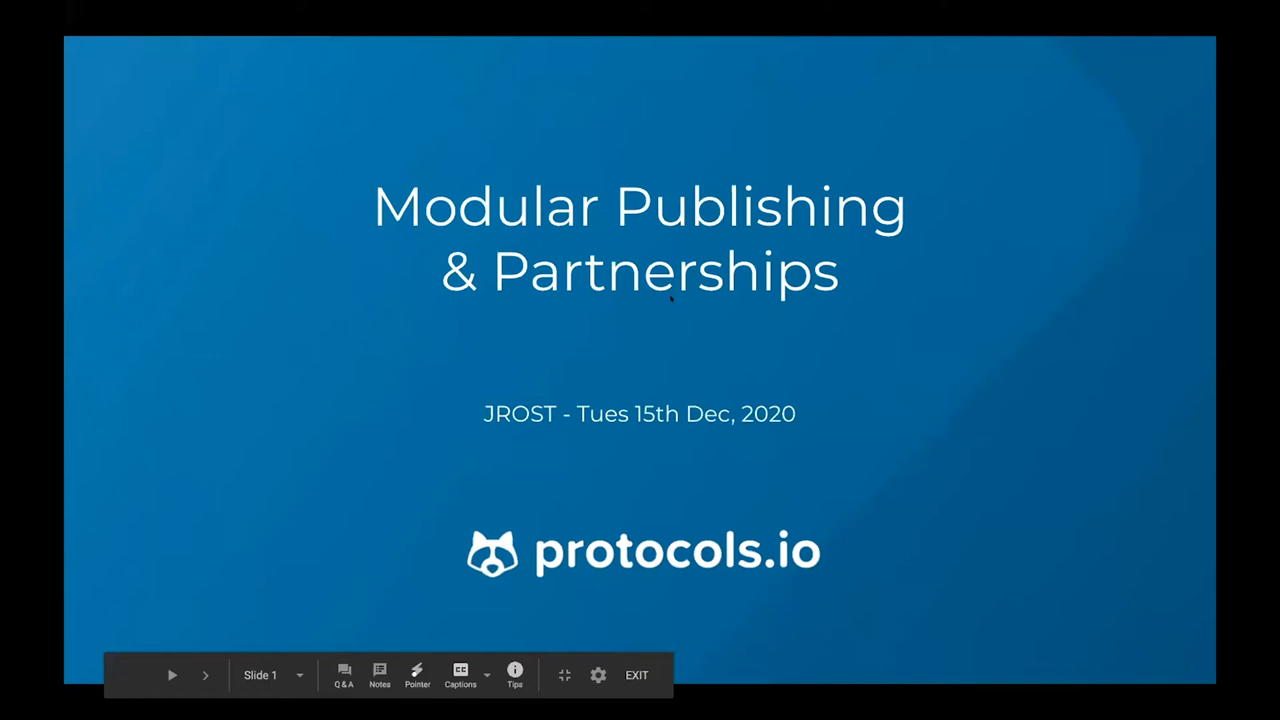 Modular Publishing
& Partnerships
JROST - Tues 15th Dec, 2020
protocols.io
Slide 1
Q & A
Notes
Pointer
Captions
Tips
EXIT